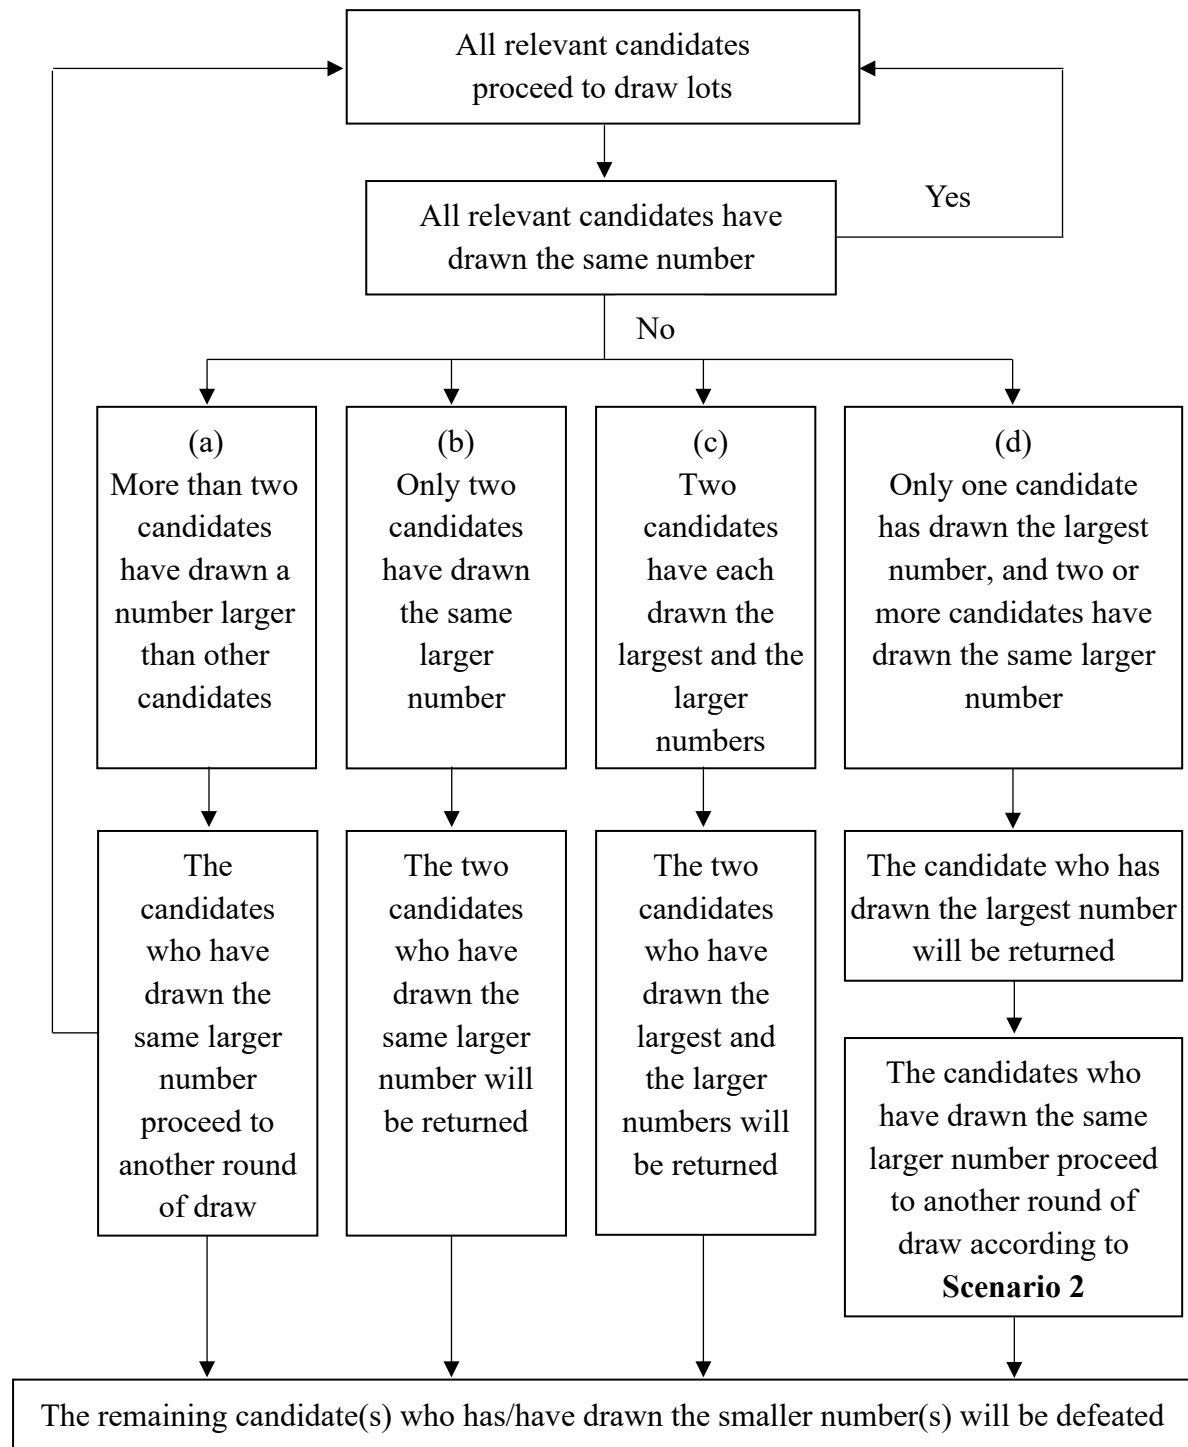 All relevant candidates
proceed to draw lots
All relevant candidates have
drawn the same number
Yes
No
(a)
More than two
candidates
have drawn a
number larger
than other
candidates
(b)
Only two
candidates
have drawn
the same
larger
number
(c)
Two
candidates
have each
drawn the
largest and the
larger
numbers
(d)
Only one candidate
has drawn the largest
number, and two or
more candidates have
drawn the same larger
number
The
candidates
who have
drawn the
same larger
number
proceed to
another round
of draw
The two
candidates
who have
drawn the
same larger
number will
be returned
The two
candidates
who have
drawn the
largest and
the larger
numbers will
be returned
The candidate who has
drawn the largest number
will be returned
The candidates who
have drawn the same
larger number proceed
to another round of
draw according to
Scenario 2
The remaining candidate(s) who has/have drawn the smaller number(s) will be defeated